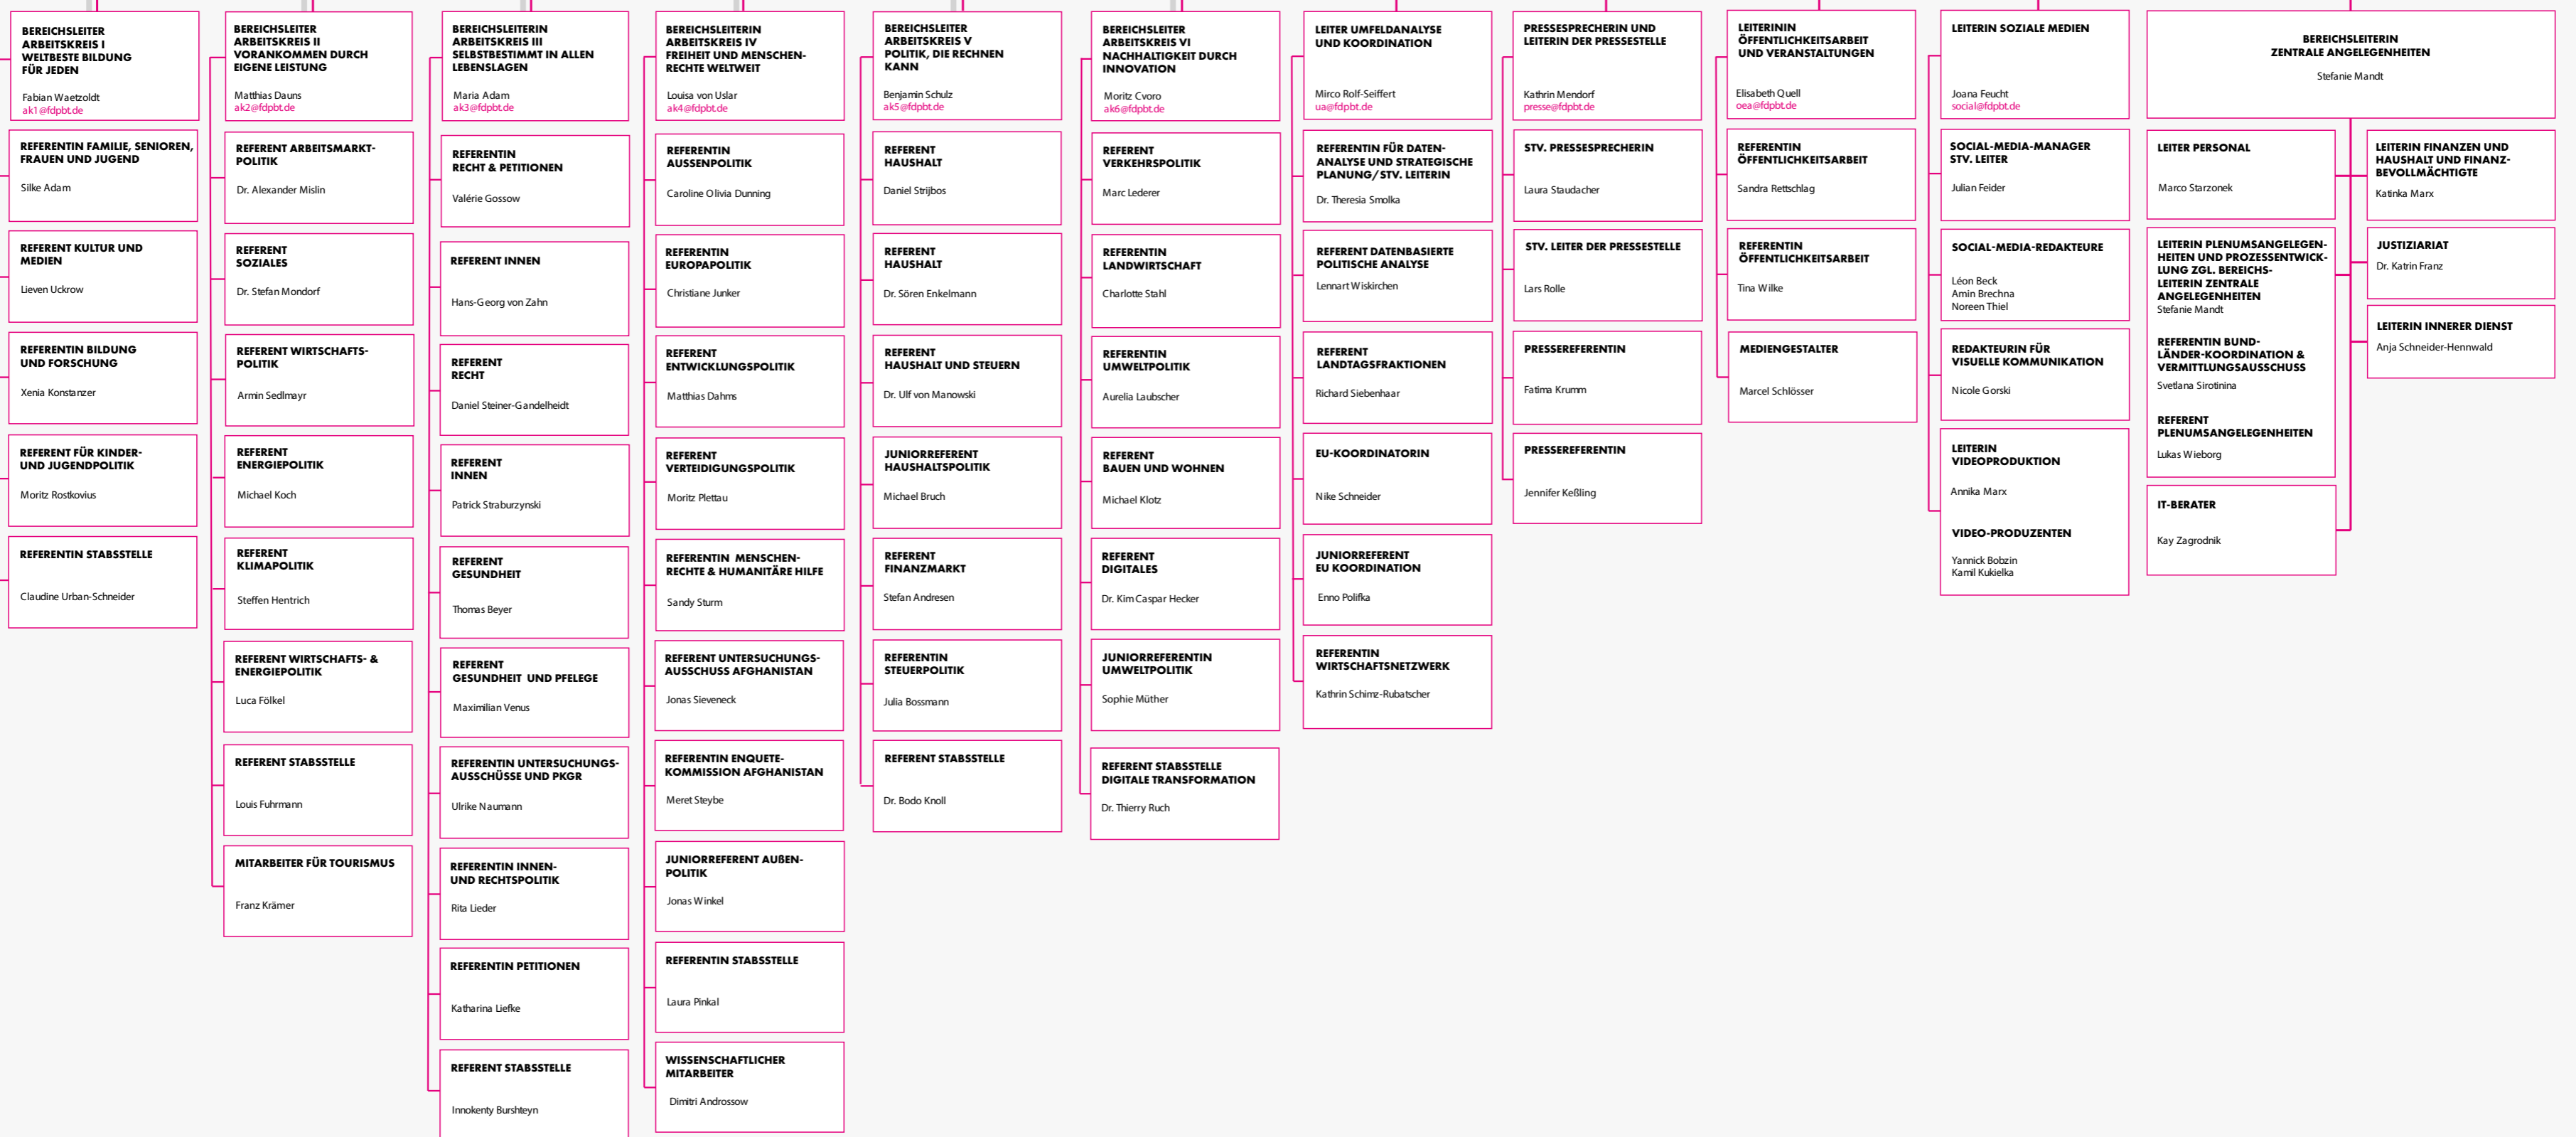 BEREICHSLEITER
ARBEITSKREIS I
WELTBESTE BILDUNG
FÜR JEDEN
Fabian Waetzoldt
ak1@fdpbt.de
REFERENTIN FAMILIE, SENIOREN,
FRAUEN UND JUGEND
Silke Adam
REFERENT KULTUR UND
MEDIEN
Lieven Uckrow
REFERENTIN BILDUNG
UND FORSCHUNG
Xenia Konstanzer
REFERENT FÜR KINDER-
UND JUGENDPOLITIK
Moritz Rostkovius
REFERENTIN STABSSTELLE
Claudine Urban-Schneider
BEREICHSLEITER
ARBEITSKREIS II
VORANKOMMEN DURCH
EIGENE LEISTUNG
Matthias Dauns
ak2@fdpbt.de
REFERENT ARBEITSMARKT-
POLITIK
Dr. Alexander Mislin
REFERENT
SOZIALES
Dr. Stefan Mondorf
REFERENT WIRTSCHAFTS-
POLITIK
Armin Sedlmayr
REFERENT
ENERGIEPOLITIK
Michael Koch
REFERENT
KLIMAPOLITIK
Steffen Hentrich
REFERENT WIRTSCHAFTS- &
ENERGIEPOLITIK
Luca Fölkel
REFERENT STABSSTELLE
Louis Fuhrmann
MITARBEITER FÜR TOURISMUS
Franz Krämer
BEREICHSLEITERIN
ARBEITSKREIS III
SELBSTBESTIMMT IN ALLEN
LEBENSLAGEN
Maria Adam
ak3@fdpbt.de
REFERENTIN
RECHT & PETITIONEN
Valérie Gossow
REFERENT INNEN
Hans-Georg von Zahn
REFERENT
RECHT
Daniel Steiner-Gandelheidt
REFERENT
INNEN
Patrick Straburzynski
REFERENT
GESUNDHEIT
Thomas Beyer
REFERENT
GESUNDHEIT UND PFELEGE
Maximilian Venus
REFERENTIN UNTERSUCHUNGS-
AUSSCHÜSSE UND PKGR
Ulrike Naumann
REFERENTIN INNEN-
UND RECHTSPOLITIK
Rita Lieder
REFERENTIN PETITIONEN
Katharina Liefke
REFERENT STABSSTELLE
Innokenty Burshteyn
BEREICHSLEITERIN
ARBEITSKREIS IV
FREIHEIT UND MENSCHEN-
RECHTE WELTWEIT
Louisa von Uslar
ak4@fdpbt.de
REFERENTIN
AUSSENPOLITIK
Caroline Olivia Dunning
REFERENTIN
EUROPAPOLITIK
Christiane Junker
REFERENT
ENTWICKLUNGSPOLITIK
Matthias Dahms
REFERENT
VERTEIDIGUNGSPOLITIK
Moritz Plettau
REFERENTIN MENSCHEN-
RECHTE & HUMANITÄRE HILFE
Sandy Sturm
REFERENT UNTERSUCHUNGS-
AUSSCHUSS AFGHANISTAN
Jonas Sieveneck
REFERENTIN ENQUETE-
KOMMISSION AFGHANISTAN
Meret Steybe
JUNIORREFERENT AUßEN-
POLITIK
Jonas Winkel
REFERENTIN STABSSTELLE
Laura Pinkal
WISSENSCHAFTLICHER
MITARBEITER
Dimitri Androssow
BEREICHSLEITER
ARBEITSKREIS V
POLITIK, DIE RECHNEN
KANN
Benjamin Schulz
ak5@fdpbt.de
REFERENT
HAUSHALT
Daniel Strijbos
REFERENT
HAUSHALT
Dr. Sören Enkelmann
REFERENT
HAUSHALT UND STEUERN
Dr. Ulf von Manowski
JUNIORREFERENT
HAUSHALTSPOLITIK
Michael Bruch
REFERENT
FINANZMARKT
Stefan Andresen
REFERENTIN
STEUERPOLITIK
Julia Bossmann
REFERENT STABSSTELLE
Dr. Bodo Knoll
BEREICHSLEITER
ARBEITSKREIS VI
NACHHALTIGKEIT DURCH
INNOVATION
Moritz Cvoro
ak6@fdpbt.de
REFERENT
VERKEHRSPOLITIK
Marc Lederer
REFERENTIN
LANDWIRTSCHAFT
Charlotte Stahl
REFERENTIN
UMWELTPOLITIK
Aurelia Laubscher
REFERENT
BAUEN UND WOHNEN
Michael Klotz
REFERENT
DIGITALES
Dr. Kim Caspar Hecker
JUNIORREFERENTIN
UMWELTPOLITIK
Sophie Müther
REFERENT STABSSTELLE
DIGITALE TRANSFORMATION
Dr. Thierry Ruch
LEITER UMFELDANALYSE
UND KOORDINATION
Mirco Rolf-Seiffert
ua@fdpbt.de
REFERENTIN FÜR DATEN-
ANALYSE UND STRATEGISCHE
PLANUNG/STV. LEITERIN
Dr. Theresia Smolka
REFERENT DATENBASIERTE
POLITISCHE ANALYSE
Lennart Wiskirchen
REFERENT
LANDTAGSFRAKTIONEN
Richard Siebenhaar
EU-KOORDINATORIN
Nike Schneider
JUNIORREFERENT
EU KOORDINATION
Enno Polifka
REFERENTIN
WIRTSCHAFTSNETZWERK
Kathrin Schimz-Rubatscher
PRESSESPRECHERIN UND
LEITERIN DER PRESSESTELLE
Kathrin Mendorf
presse@fdpbt.de
STV. PRESSESPRECHERIN
Laura Staudacher
STV. LEITER DER PRESSESTELLE
Lars Rolle
PRESSEREFERENTIN
Fatima Krumm
PRESSEREFERENTIN
Jennifer Keßling
LEITERININ
ÖFFENTLICHKEITSARBEIT
UND VERANSTALTUNGEN
Elisabeth Quell
oea@fdpbt.de
REFERENTIN
ÖFFENTLICHKEITSARBEIT
Sandra Rettschlag
REFERENTIN
ÖFFENTLICHKEITSARBEIT
Tina Wilke
MEDIENGESTALTER
Marcel Schlösser
LEITERIN SOZIALE MEDIEN
Joana Feucht
social@fdpbt.de
SOCIAL-MEDIA-MANAGER
STV. LEITER
Julian Feider
SOCIAL-MEDIA-REDAKTEURE
Léon Beck
Amin Brechna
Noreen Thiel
REDAKTEURIN FÜR
VISUELLE KOMMUNIKATION
Nicole Gorski
LEITERIN
VIDEOPRODUKTION
Annika Marx
VIDEO-PRODUZENTEN
Yannick Bobzin
Kamil Kukielka
BEREICHSLEITERIN
ZENTRALE ANGELEGENHEITEN
Stefanie Mandt
LEITER PERSONAL
Marco Starzonek
LEITERIN PLENUMSANGELEGEN-
HEITEN UND PROZESSENTWICK-
LUNG ZGL. BEREICHS-
LEITERIN ZENTRALE
ANGELEGENHEITEN
Stefanie Mandt
REFERENTIN BUND-
LÄNDER-KOORDINATION &
VERMITTLUNGSAUSSCHUSS
Svetlana Sirotinina
REFERENT
PLENUMSANGELEGENHEITEN
Lukas Wieborg
IT-BERATER
Kay Zagrodnik
LEITERIN FINANZEN UND
HAUSHALT UND FINANZ-
BEVOLLMÄCHTIGTE
Katinka Marx
JUSTIZIARIAT
Dr. Katrin Franz
LEITERIN INNERER DIENST
Anja Schneider-Hennwald